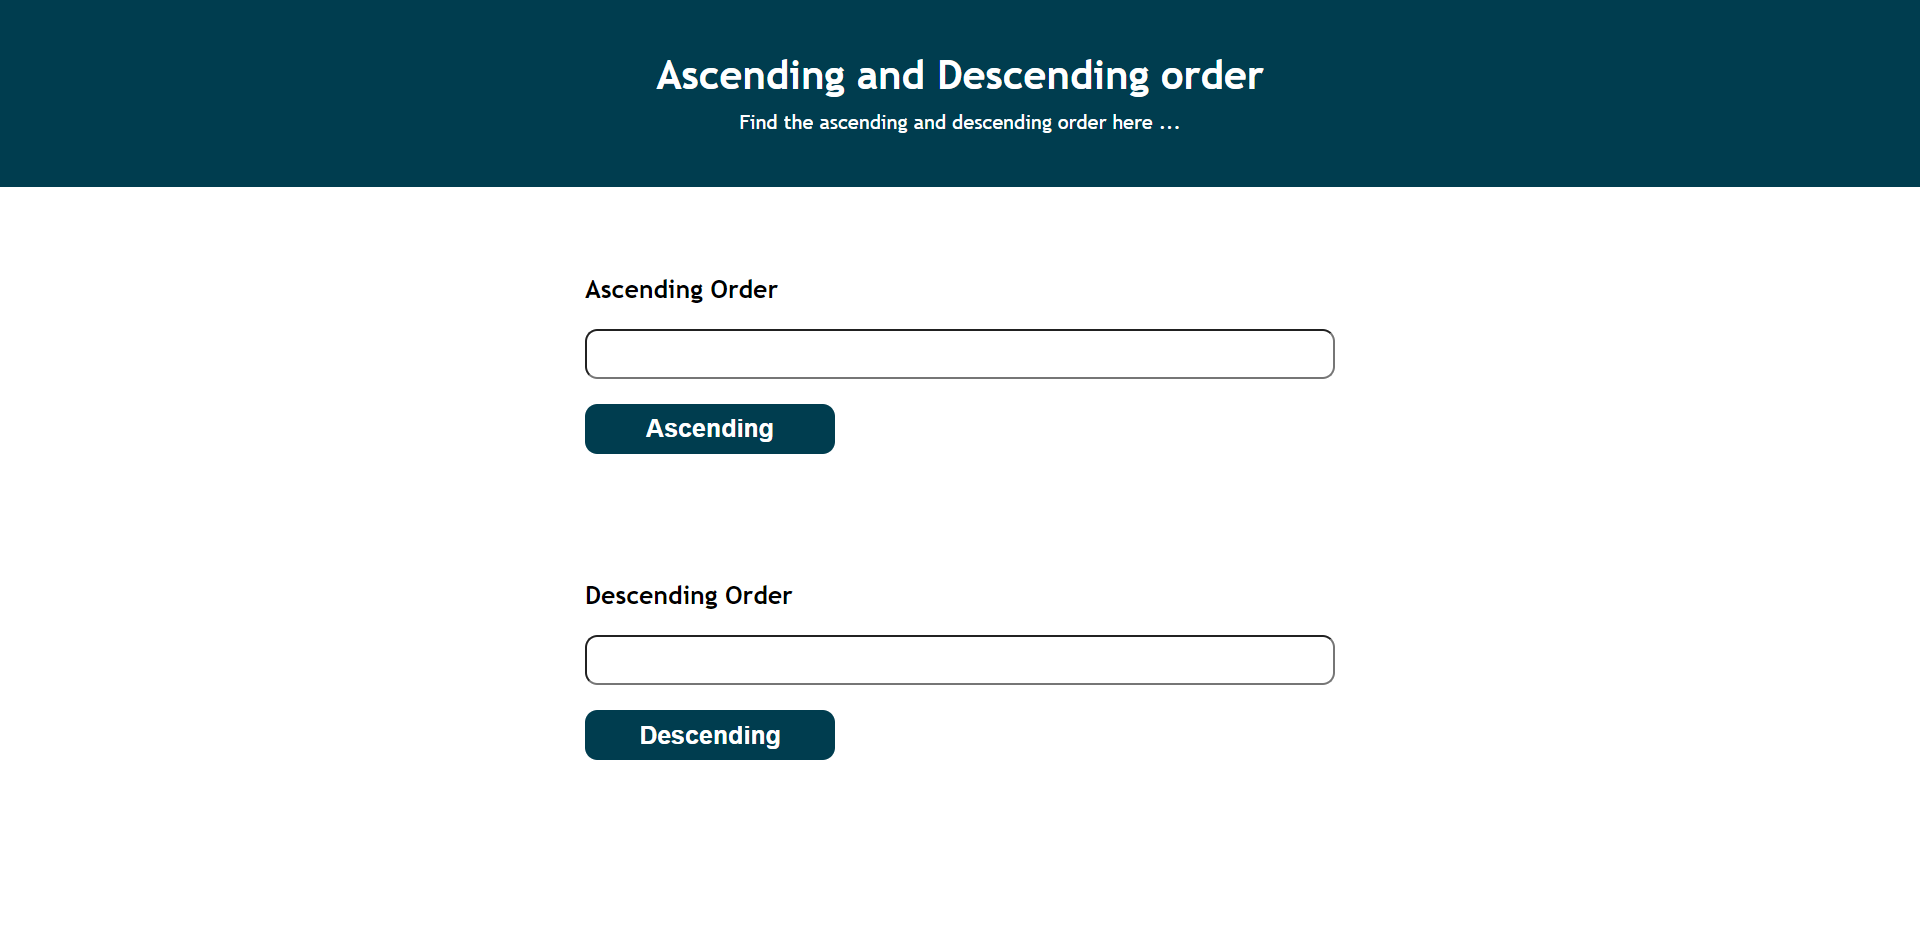 Ascending and Descending order
Find the ascending and descending order here ...
Ascending Order
Ascending
Descending Order
Descending